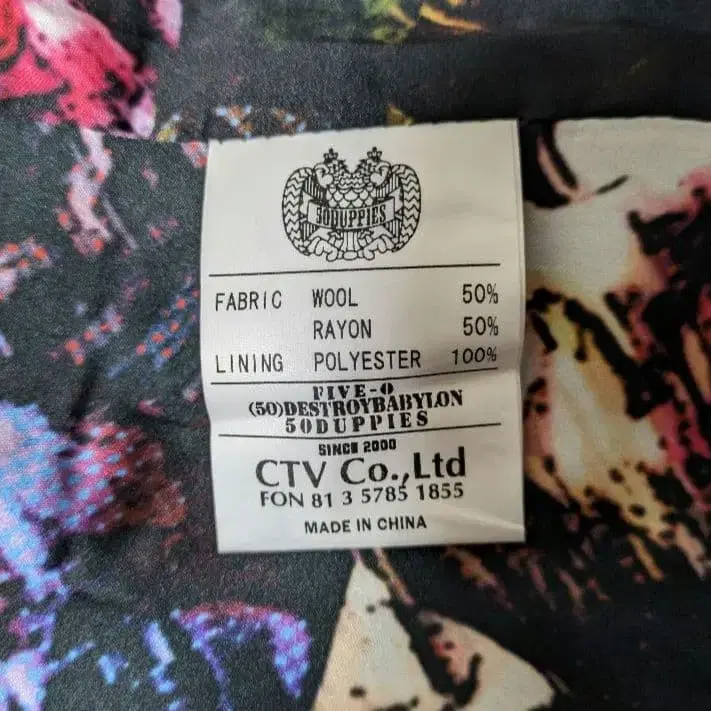 50DUPPIES
FABRIC WOOL 50%
RAYON 50%
LINING POLYESTER 100%
FIVE-O
(50)DESTROYBABYLON
50DUPPIES
SINCE 2000
CTV Co.,Ltd
FON 81 3 5785 1855
MADE IN CHINA